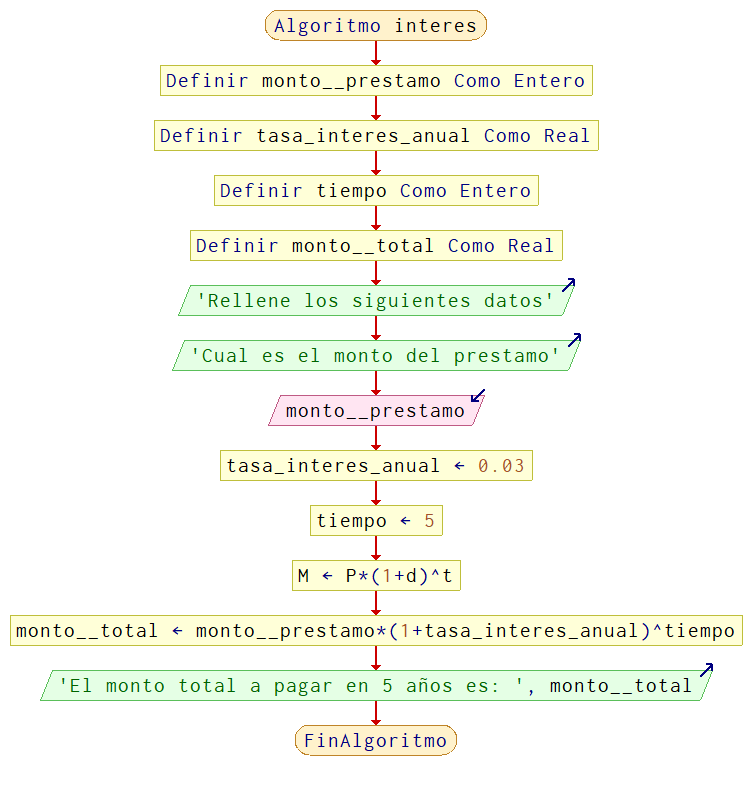 Algoritmo interes
Definir monto__prestamo Como Entero
Definir tasa_interes_anual Como Real
Definir tiempo Como Entero
Definir monto__total Como Real
'Rellene los siguientes datos'
'Cual es el monto del prestamo'
monto__prestamo
tasa_interes_anual ← 0.03
tiempo ← 5
M ← P*(1+d)^t
monto__total ← monto__prestamo*(1+tasa_interes_anual)^tiempo
'El monto total a pagar en 5 años es: ', monto__total
FinAlgoritmo